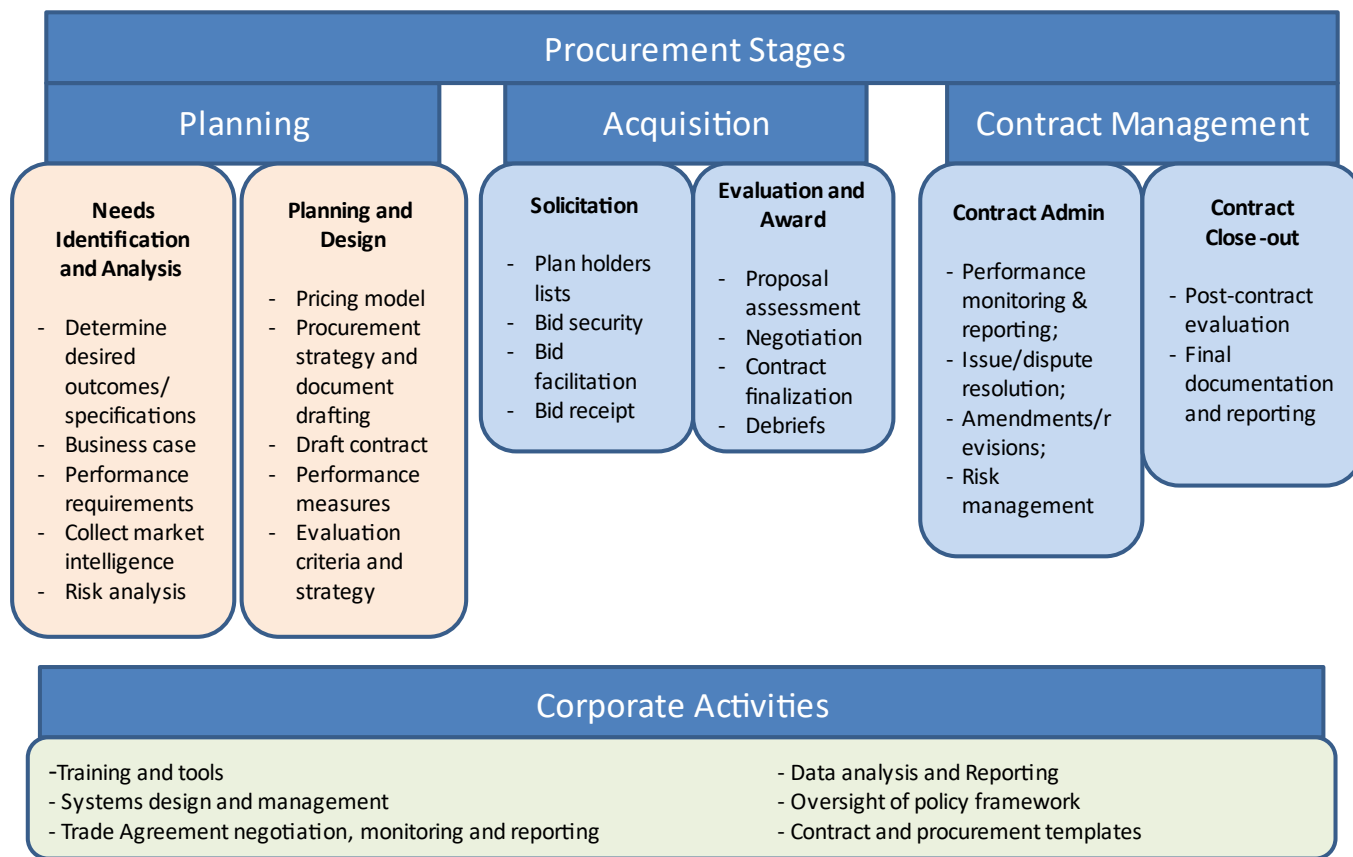 Procurement Stages
Planning
Acquisition
Contract Management
Needs
Identification
and Analysis
- Determine
desired
outcomes/
specifications
- Business case
- Performance
requirements
- Collect market
intelligence
- Risk analysis
Planning and
Design
- Pricing model
- Procurement
strategy and
document
drafting
- Draft contract
- Performance
measures
- Evaluation
criteria and
strategy
Solicitation
- Plan holders
lists
- Bid security
- Bid
facilitation
- Bid receipt
Evaluation and
Award
- Proposal
assessment
- Negotiation
- Contract
finalization
- Debriefs
Contract Admin
- Performance
monitoring &
reporting;
- Issue/dispute
resolution;
- Amendments/r
evisions;
- Risk
management
Contract
Close-out
- Post-contract
evaluation
- Final
documentation
and reporting
Corporate Activities
-Training and tools
- Systems design and management
- Trade Agreement negotiation, monitoring and reporting
- Data analysis and Reporting
- Oversight of policy framework
- Contract and procurement templates